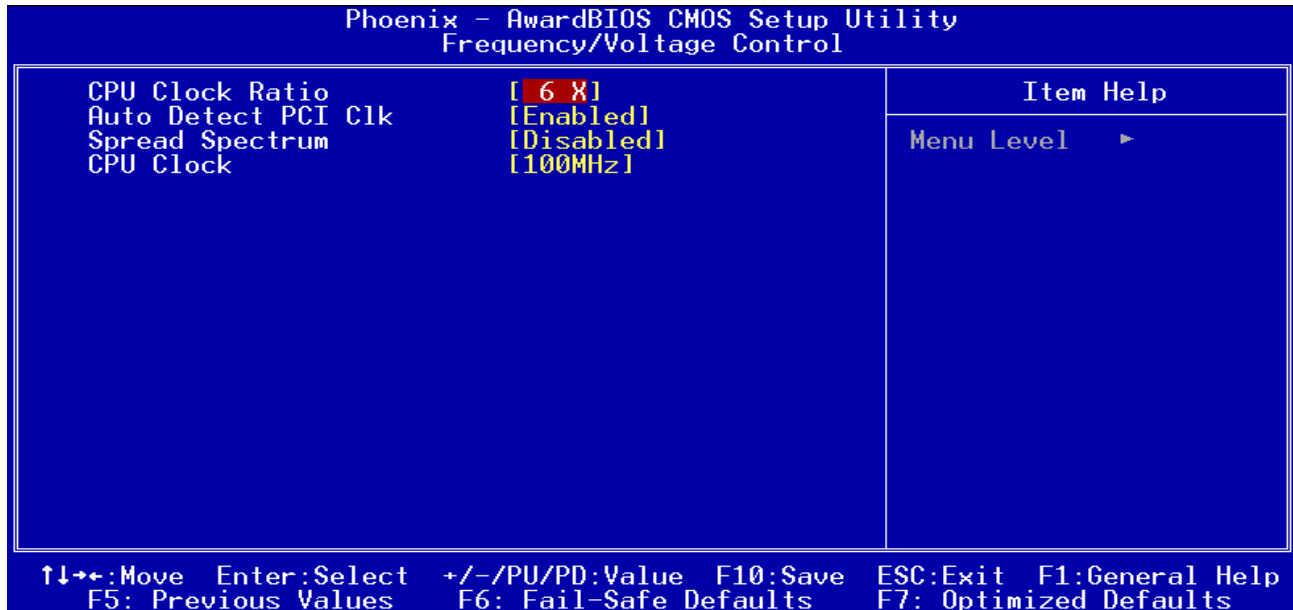 Phoenix - AwardBIOS CMOS Setup Utility
Frequency/Voltage Control
CPU Clock Ratio [ 6 X]
Auto Detect PCI Clk [Enabled]
Spread Spectrum [Disabled]
CPU Clock [100MHz]
Item Help
Menu Level ►
↑↓→←:Move Enter:Select +/-/PU/PD:Value F10:Save ESC:Exit F1:General Help
F5: Previous Values F6: Fail-Safe Defaults F7: Optimized Defaults